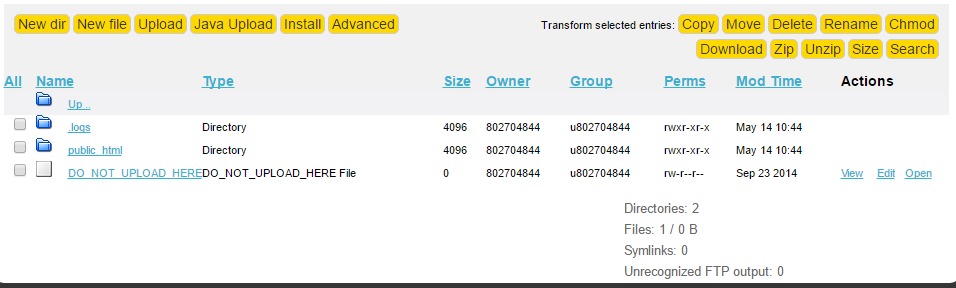 New dir New file Upload Java Upload Install Advanced Transform selected entries: Copy Move Delete Rename Chmod
Download Zip Unzip Size Search
All Name Type Size Owner Group Perms Mod Time Actions
Up ..
.logs Directory 4096 802704844 u802704844 rwxr-xr-x May 14 10:44
public_html Directory 4096 802704844 u802704844 rwxr-xr-x May 14 10:44
DO_NOT_UPLOAD_HERE DO_NOT_UPLOAD_HERE File 0 802704844 u802704844 rw-r--r-- Sep 23 2014 View Edit Open
Directories: 2
Files: 1 / 0 B
Symlinks: 0
Unrecognized FTP output: 0